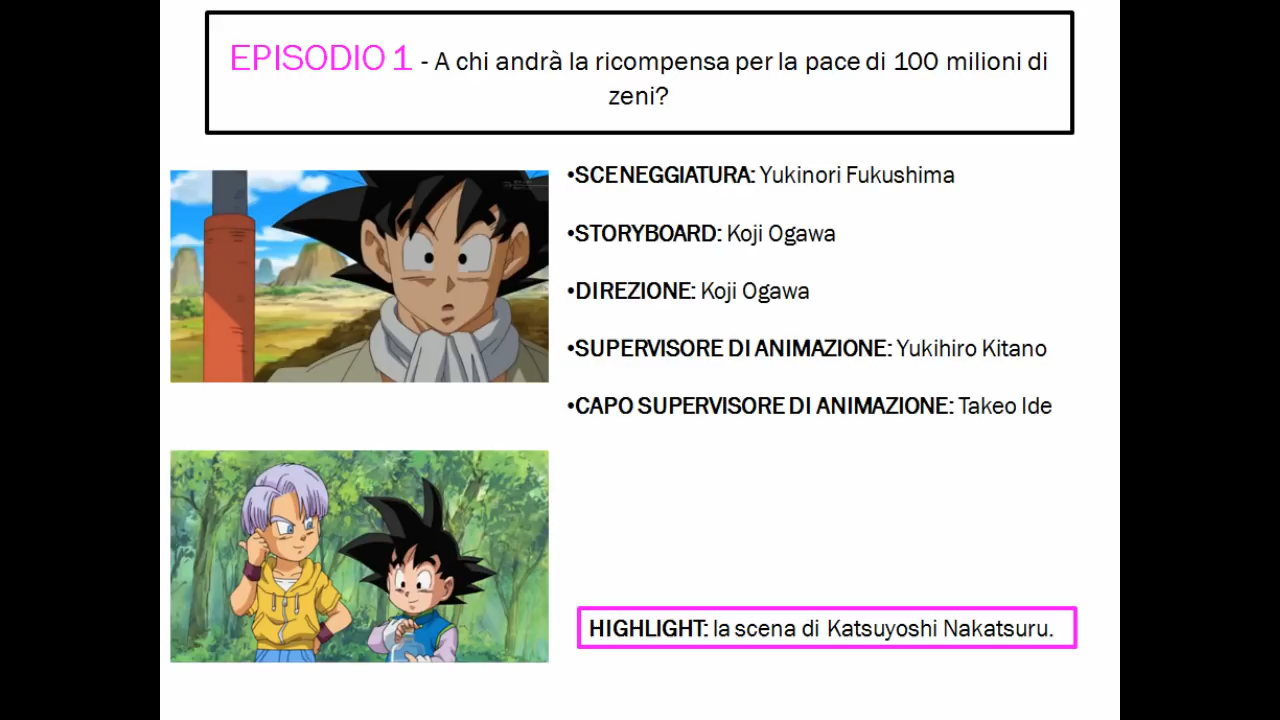 EPISODIO 1 - A chi andrà la ricompensa per la pace di 100 milioni di
zeni?
•SCENEGGIATURA: Yukinori Fukushima
•STORYBOARD: Koji Ogawa
•DIREZIONE: Koji Ogawa
•SUPERVISORE DI ANIMAZIONE: Yukihiro Kitano
•CAPO SUPERVISORE DI ANIMAZIONE: Takeo Ide
HIGHLIGHT: la scena di Katsuyoshi Nakatsuru.